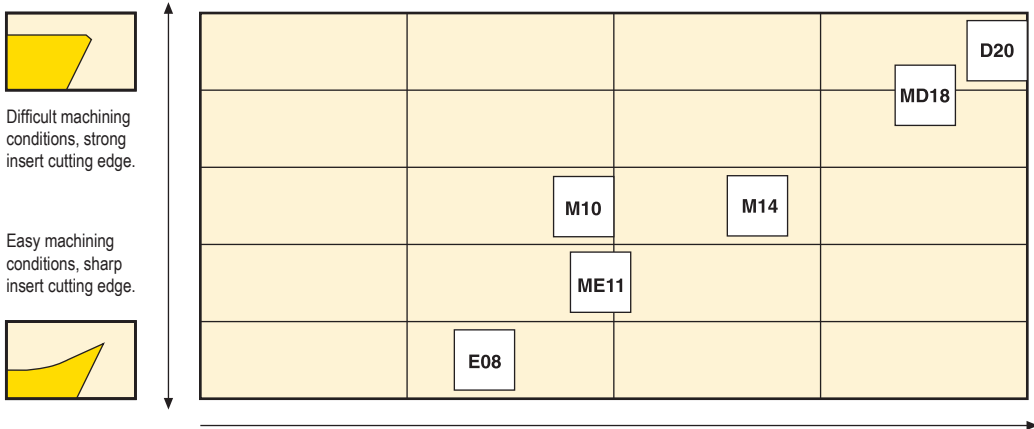 Difficult machining
conditions, strong
insert cutting edge.
Easy machining
conditions, sharp
insert cutting edge.
D20
MD18
M10
M14
ME11
E08